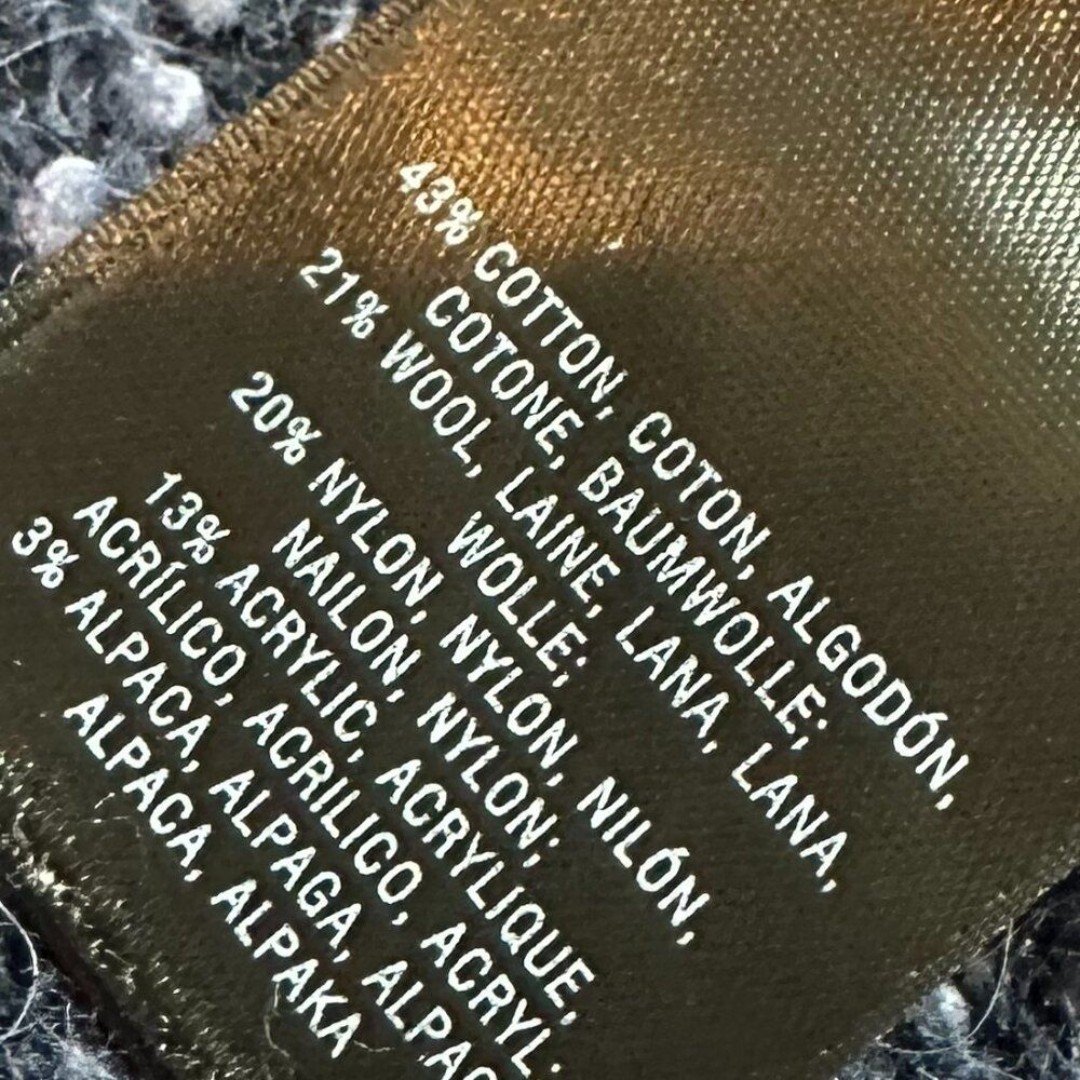 43% COTTON, COTON, ALGODÓN,
COTONE, BAUMWOLLE;
21% WOOL, LAINE, LANA, LANA,
WOLLE;
20% NYLON, NYLON, NILÓN,
NAILON, NYLON;
13% ACRYLIC, ACRYLIQUE,
ACRÍLICO, ACRILICO, ACRYL;
3% ALPACA, ALPAGA,
ALPACA, ALPAKA